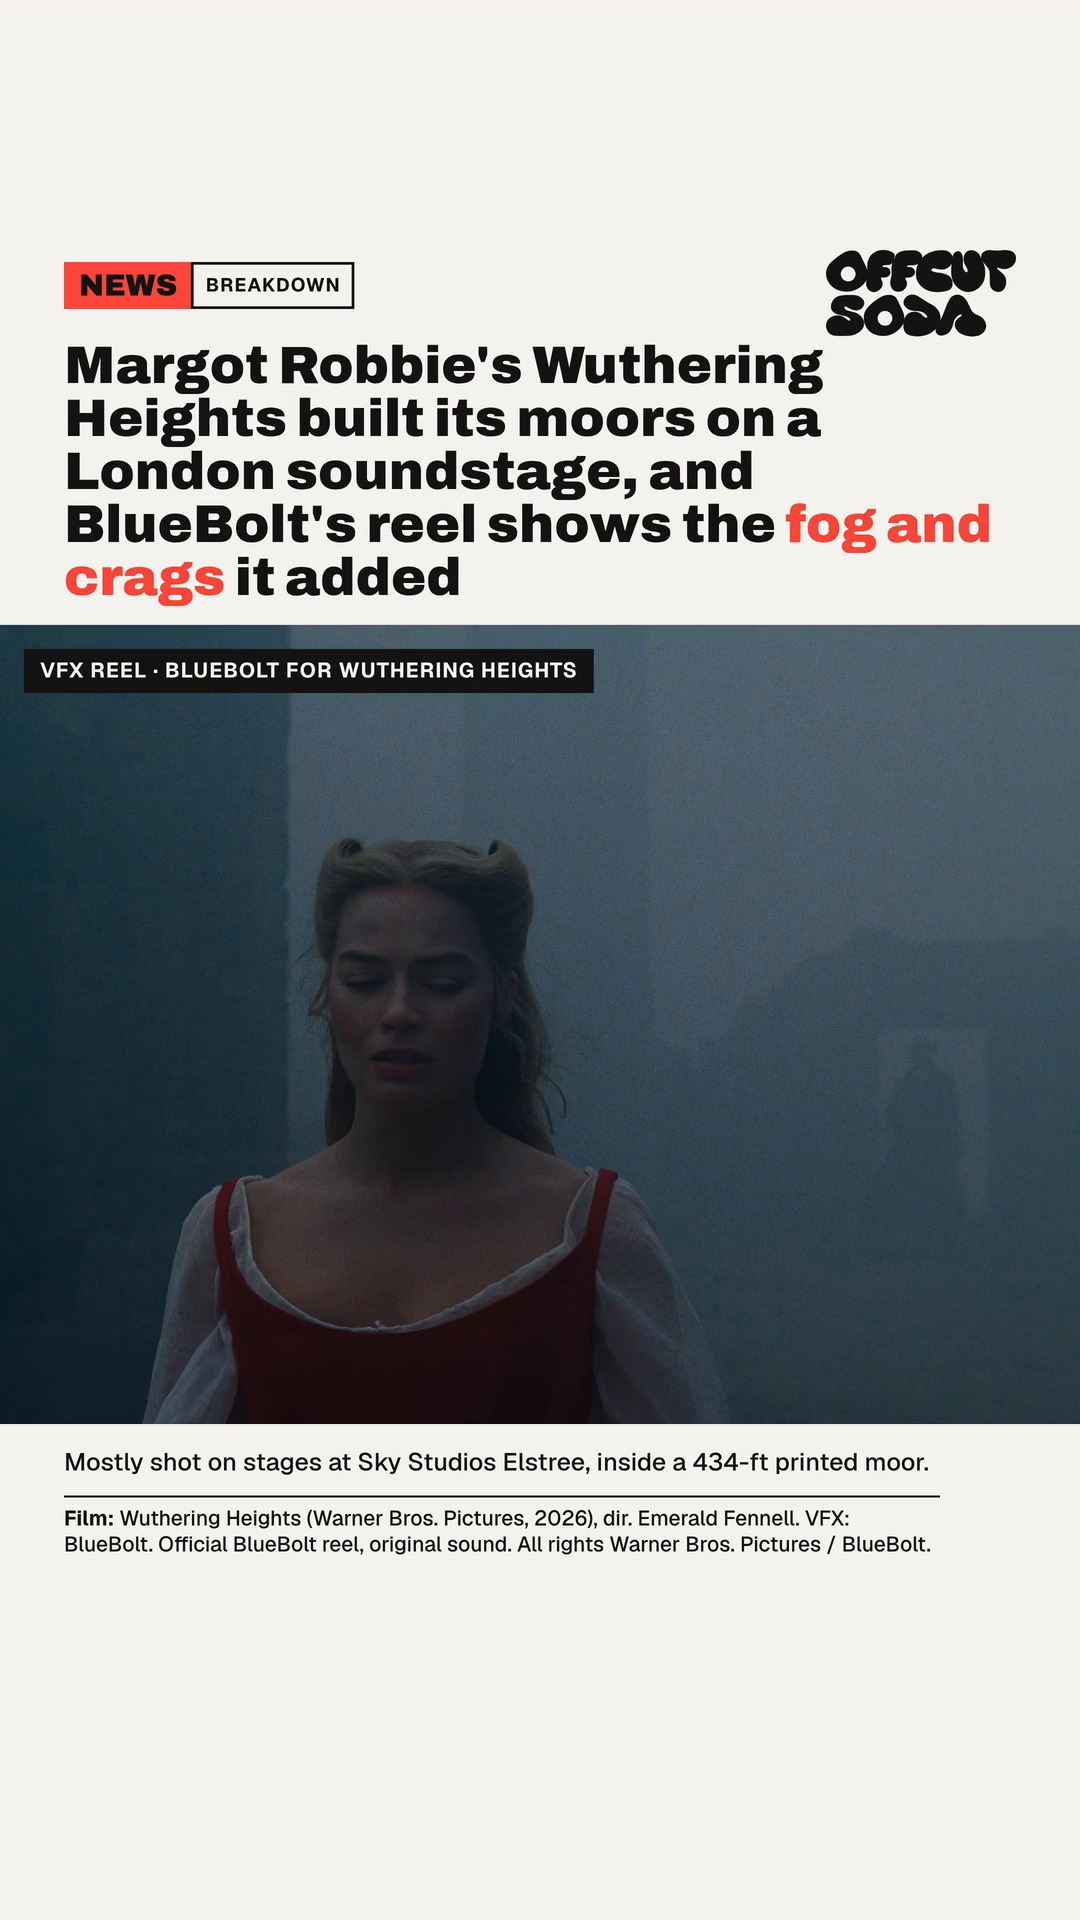 NEWS BREAKDOWN
OFFCUT
SODA
Margot Robbie's Wuthering
Heights built its moors on a
London soundstage, and
BlueBolt's reel shows the fog and
crags it added
VFX REEL · BLUEBOLT FOR WUTHERING HEIGHTS
Mostly shot on stages at Sky Studios Elstree, inside a 434-ft printed moor.
Film: Wuthering Heights (Warner Bros. Pictures, 2026), dir. Emerald Fennell. VFX:
BlueBolt. Official BlueBolt reel, original sound. All rights Warner Bros. Pictures / BlueBolt.